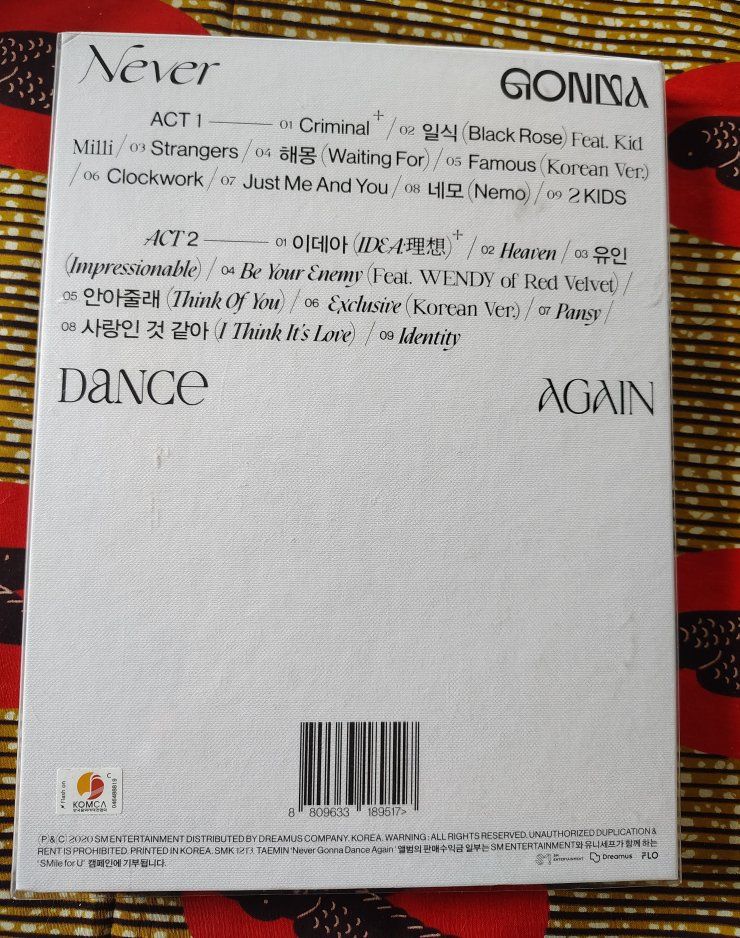 Never GONNA
ACT 1 01 Criminal + / 02 일식 (Black Rose) Feat. Kid
Milli / 03 Strangers / 04 해몽 (Waiting For) / 05 Famous (Korean Ver.)
/ 06 Clockwork / 07 Just Me And You / 08 네모 (Nemo) / 09 2 KIDS
ACT 2 01 이데아 (IDEA:理想) + / 02 Heaven / 03 유인
(Impressionable) / 04 Be Your Enemy (Feat. WENDY of Red Velvet) /
05 안아줄래 (Think Of You) / 06 Exclusive (Korean Ver.) / 07 Pansy /
08 사랑인 것 같아 (I Think It's Love) / 09 Identity
DANCe AGAIN
flash on
C
KOMCA
046488819
8 809633 189517>
(P) & (C) 2020 SM ENTERTAINMENT DISTRIBUTED BY DREAMUS COMPANY. KOREA. WARNING : ALL RIGHTS RESERVED. UNAUTHORIZED DUPLICATION &
RENT IS PROHIBITED. PRINTED IN KOREA. SMK 1213. TAEMIN 'Never Gonna Dance Again' 앨범의 판매 수익금 일부는 SM ENTERTAINMENT와 유니세프가 함께 하는
'SMile for U' 캠페인에 기부됩니다.
SM ENTERTAINMENT Dreamus FLO